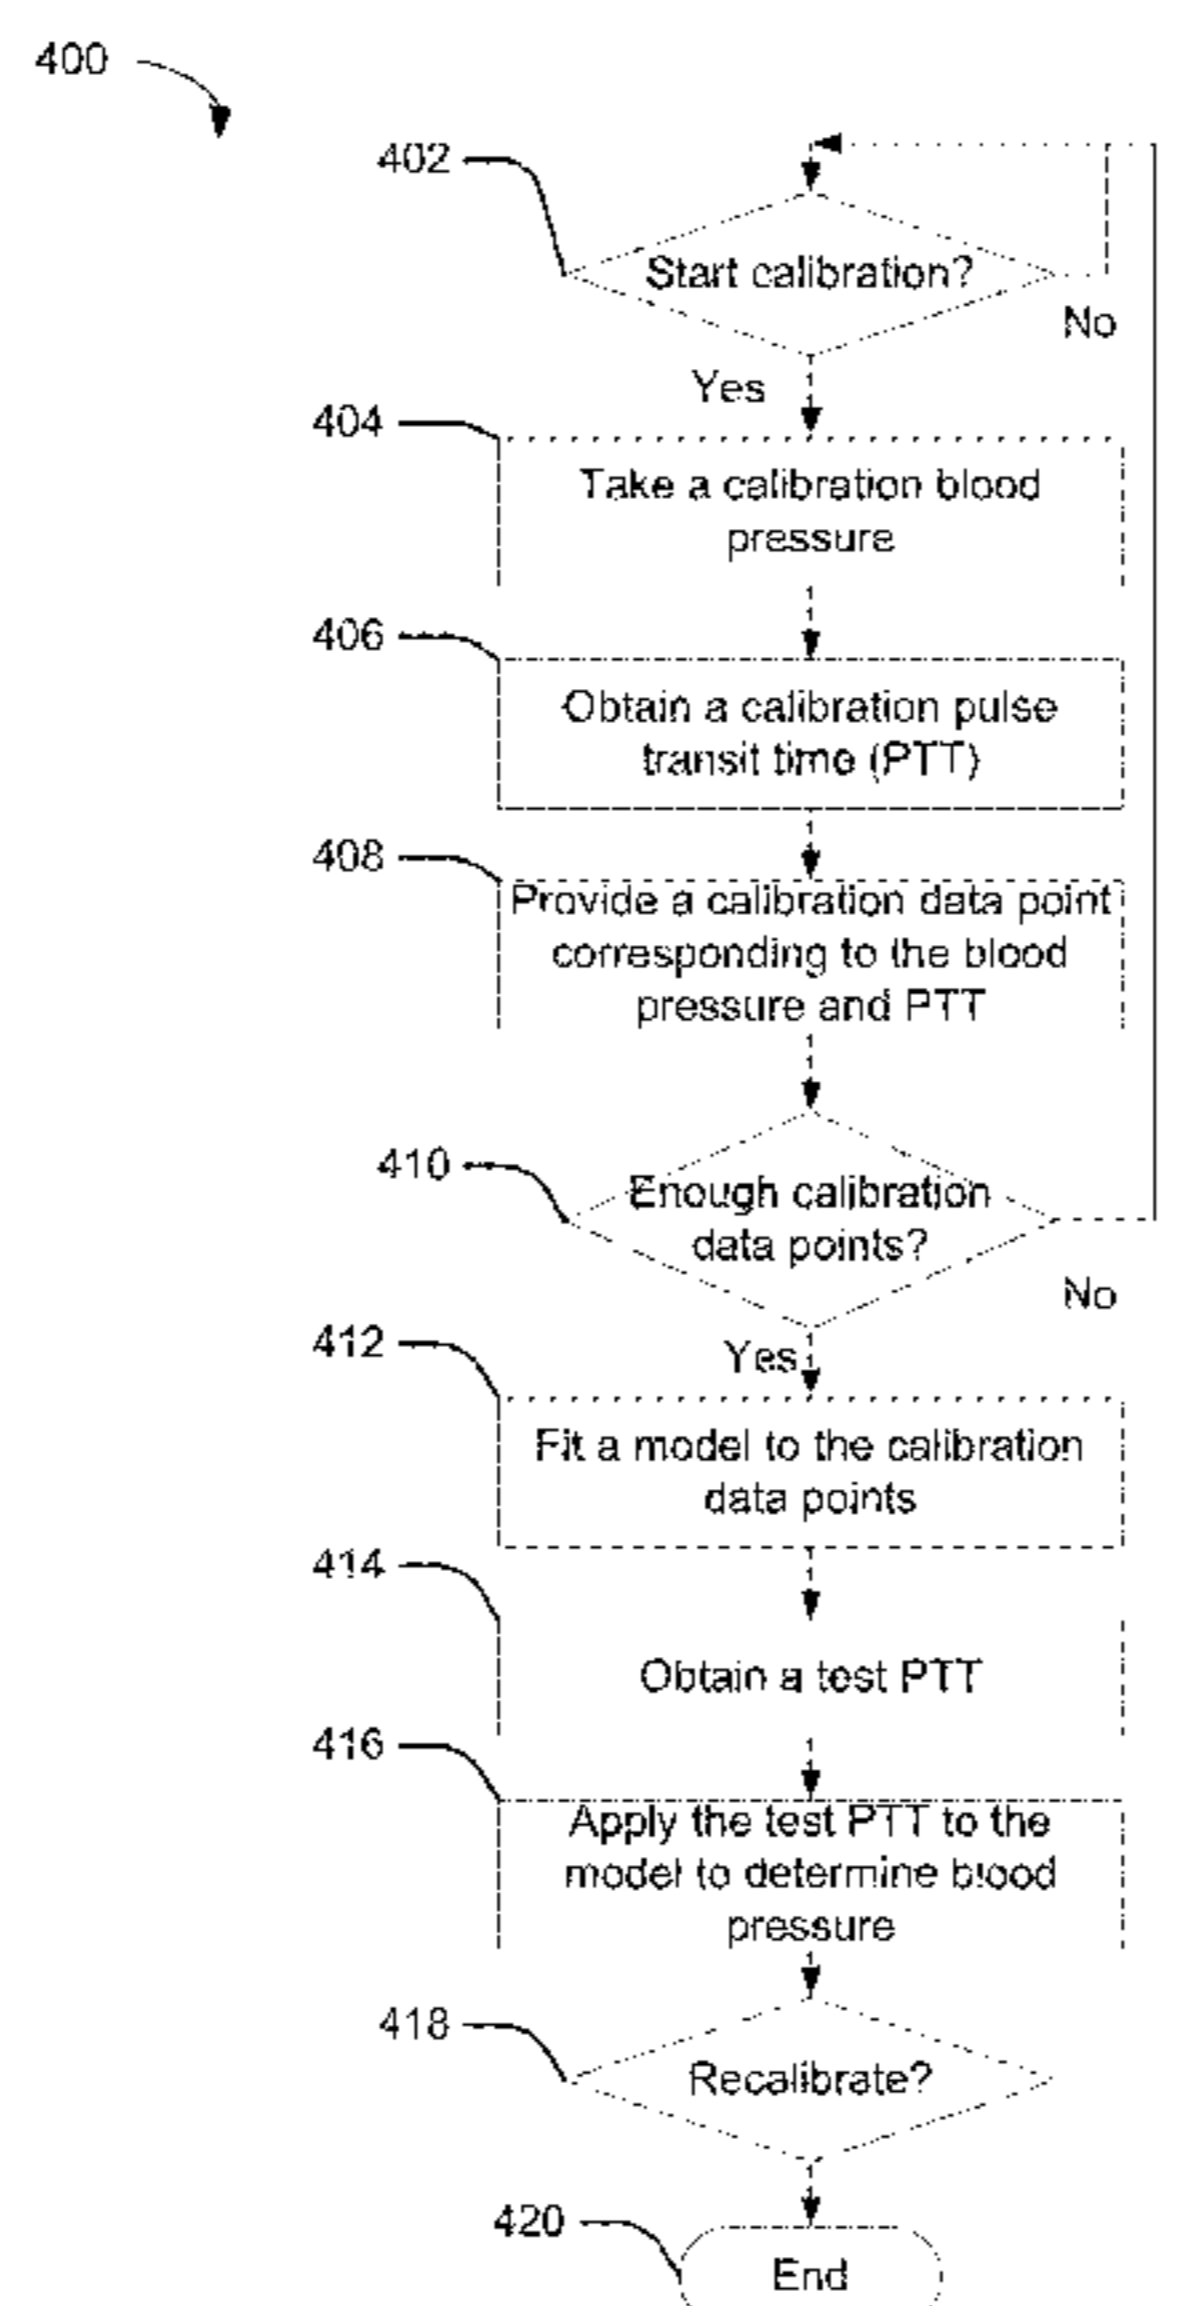 400
402
Start calibration?
No
Yes
404
Take a calibration blood
pressure
406
Obtain a calibration pulse
transit time (PTT)
408
Provide a calibration data point
corresponding to the blood
pressure and PTT
410
Enough calibration
data points?
No
Yes
412
Fit a model to the calibration
data points
414
Obtain a test PTT
416
Apply the test PTT to the
model to determine blood
pressure
418
Recalibrate?
420
End